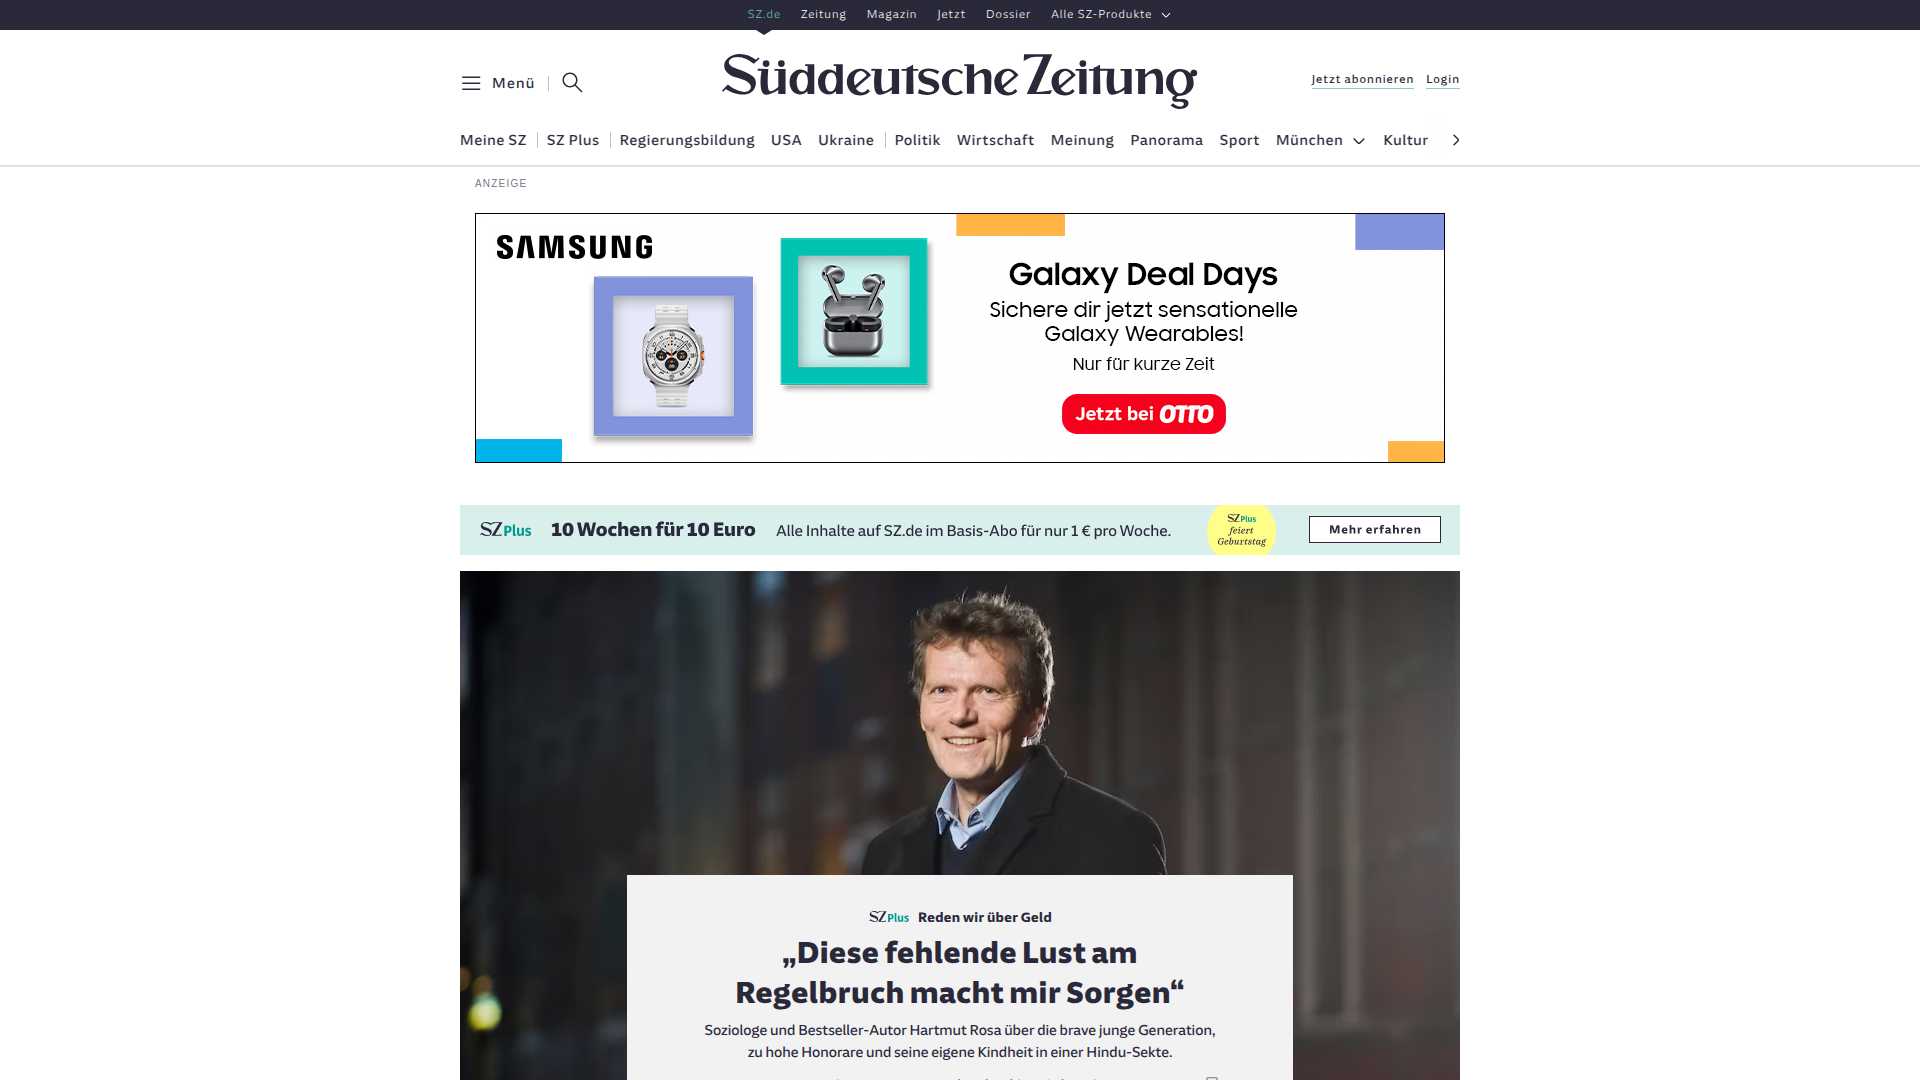 SZ.de Zeitung Magazin Jetzt Dossier Alle SZ-Produkte
Menü
Süddeutsche Zeitung
Jetzt abonnieren Login
Meine SZ SZ Plus Regierungsbildung USA Ukraine Politik Wirtschaft Meinung Panorama Sport München Kultur
ANZEIGE
SAMSUNG
Galaxy Deal Days
Sichere dir jetzt sensationelle
Galaxy Wearables!
Nur für kurze Zeit
Jetzt bei OTTO
SZ Plus 10 Wochen für 10 Euro Alle Inhalte auf SZ.de im Basis-Abo für nur 1 € pro Woche.
SZ Plus
feiert
Geburtstag
Mehr erfahren
SZ Plus Reden wir über Geld
„Diese fehlende Lust am
Regelbruch macht mir Sorgen“
Soziologe und Bestseller-Autor Hartmut Rosa über die brave junge Generation,
zu hohe Honorare und seine eigene Kindheit in einer Hindu-Sekte.